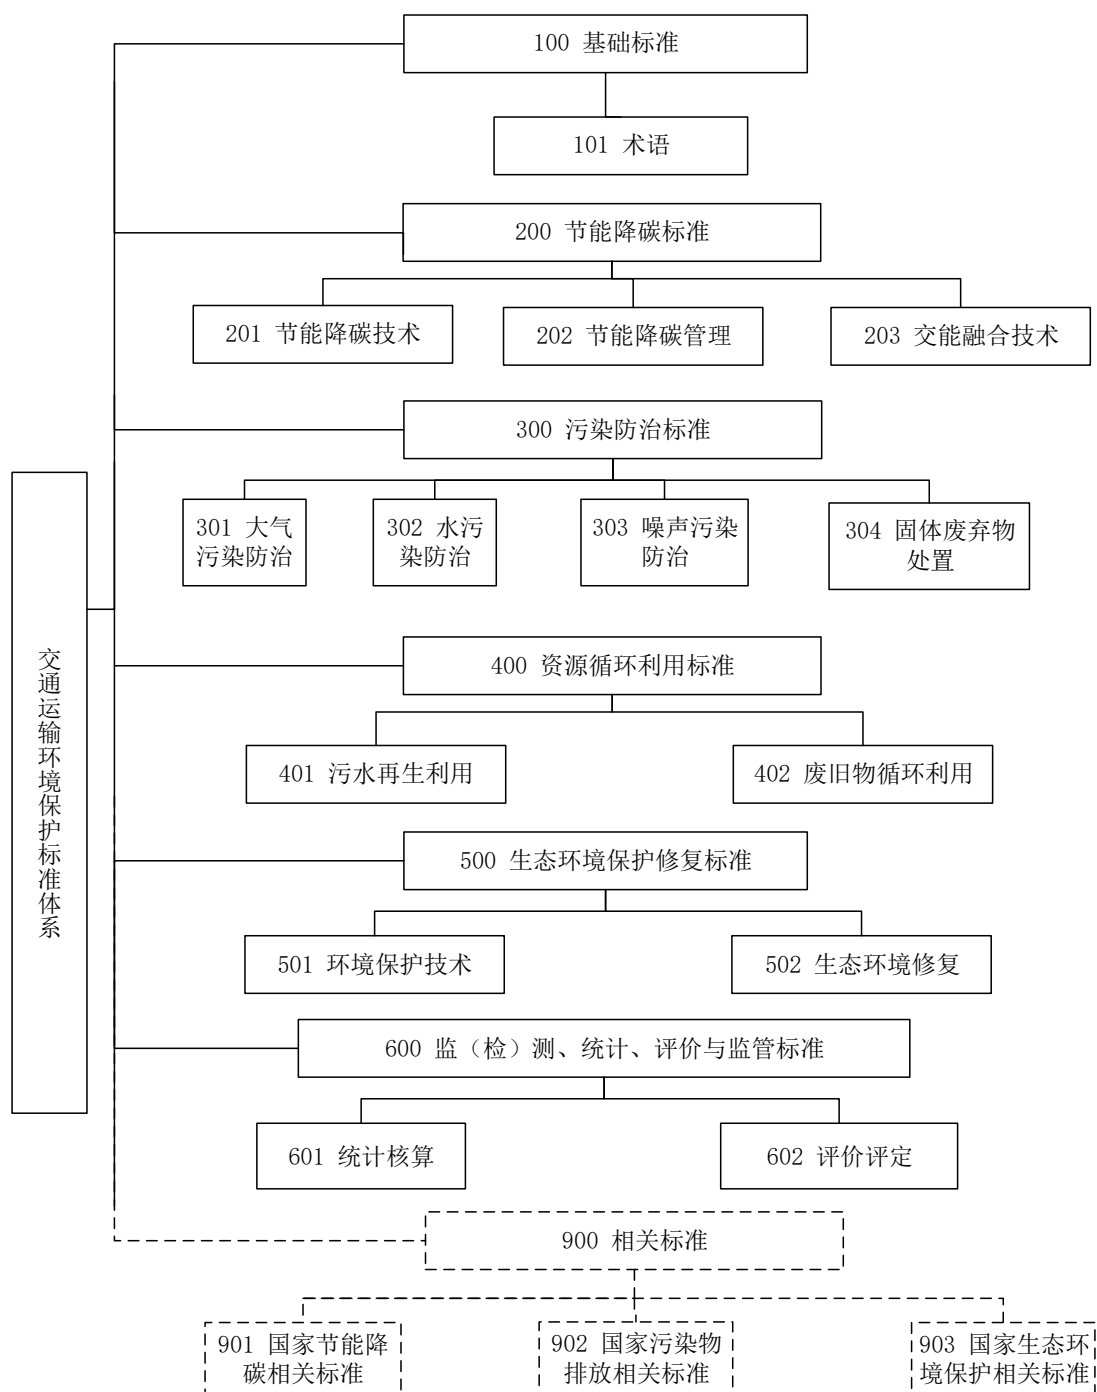 100 基础标准
101 术语
200 节能降碳标准
201 节能降碳技术
202 节能降碳管理
203 交能融合技术
300 污染防治标准
301 大气
污染防治
302 水污
染防治
303 噪声污染
防治
304 固体废弃物
处置
交通运输环境保护标准体系
400 资源循环利用标准
401 污水再生利用
402 废旧物循环利用
500 生态环境保护修复标准
501 环境保护技术
502 生态环境修复
600 监（检）测、统计、评价与监管标准
601 统计核算
602 评价评定
900 相关标准
901 国家节能降
碳相关标准
902 国家污染物
排放相关标准
903 国家生态环
境保护相关标准